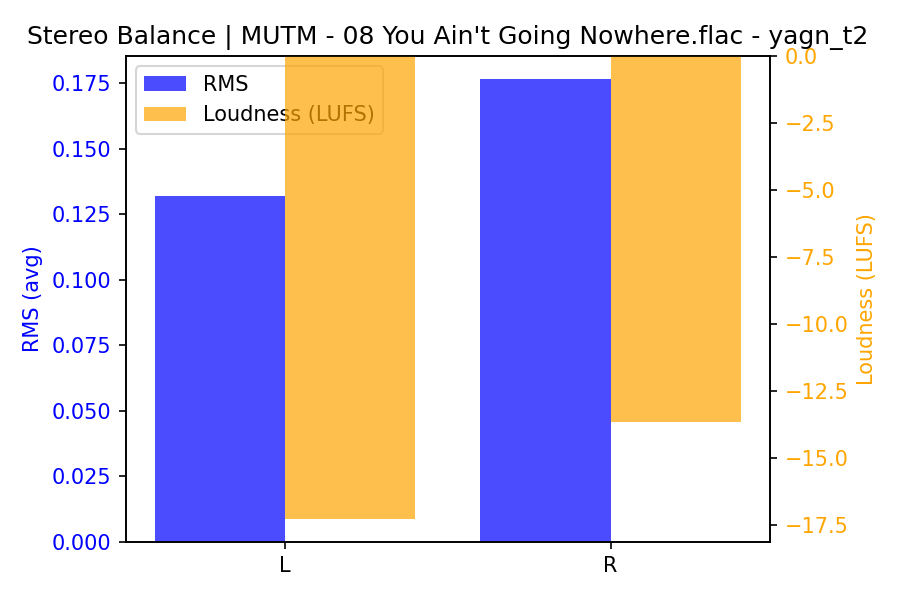 Stereo Balance | MUTM - 08 You Ain't Going Nowhere.flac - yagn_t2
RMS
Loudness (LUFS)
RMS (avg)
0.175
0.150
0.125
0.100
0.075
0.050
0.025
0.000
0.0
−2.5
−5.0
−7.5
−10.0
−12.5
−15.0
−17.5
Loudness (LUFS)
L
R